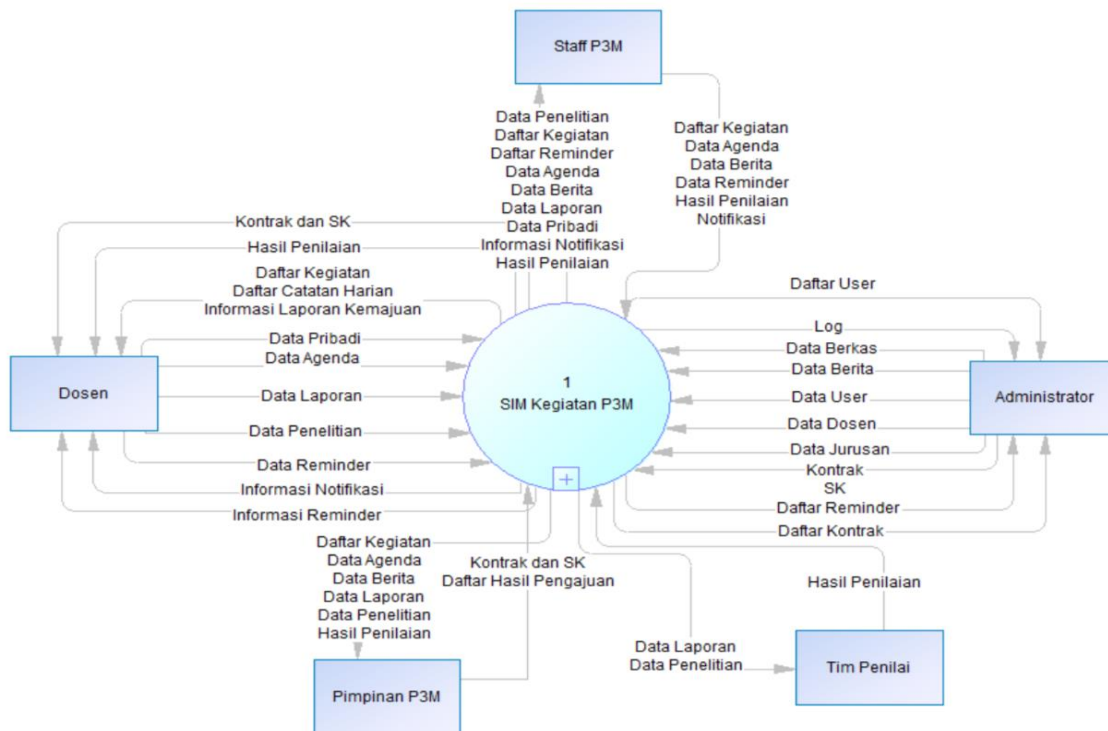 Staff P3M
Data Penelitian
Daftar Kegiatan
Daftar Reminder
Data Agenda
Data Berita
Data Laporan
Data Pribadi
Informasi Notifikasi
Hasil Penilaian
Daftar Kegiatan
Data Agenda
Data Berita
Data Reminder
Hasil Penilaian
Notifikasi
Kontrak dan SK
Hasil Penilaian
Daftar Kegiatan
Daftar Catatan Harian
Informasi Laporan Kemajuan
Data Pribadi
Data Agenda
Dosen
Data Laporan
Data Penelitian
Data Reminder
Informasi Notifikasi
Informasi Reminder
1
SIM Kegiatan P3M
Daftar User
Log
Data Berkas
Data Berita
Data User
Administrator
Data Dosen
Data Jurusan
Kontrak
SK
Daftar Reminder
Daftar Kontrak
Daftar Kegiatan
Data Agenda
Data Berita
Data Laporan
Data Penelitian
Hasil Penilaian
Kontrak dan SK
Daftar Hasil Pengajuan
Pimpinan P3M
Data Laporan
Data Penelitian
Hasil Penilaian
Tim Penilai